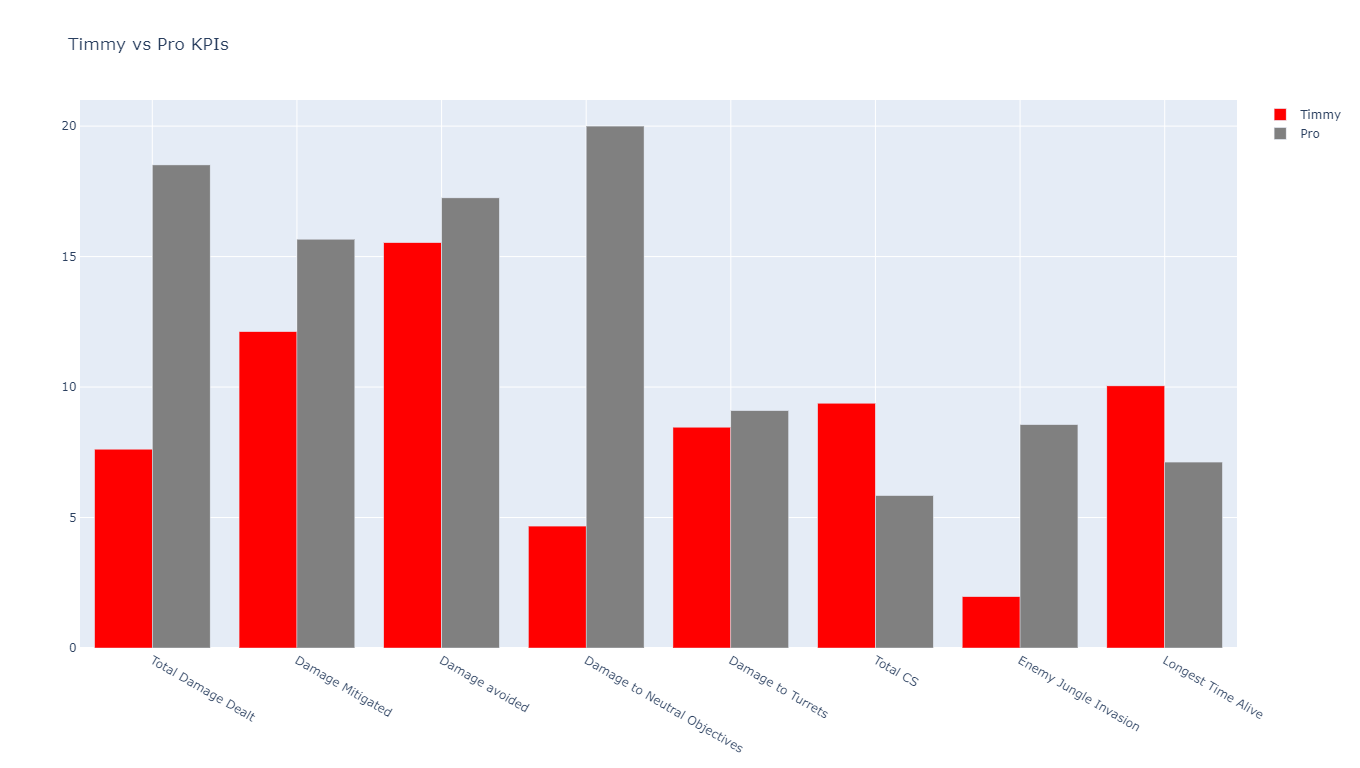 Timmy vs Pro KPIs
Timmy
Pro
20
15
10
5
0
Total Damage Dealt
Damage Mitigated
Damage avoided
Damage to Neutral Objectives
Damage to Turrets
Total CS
Enemy Jungle Invasion
Longest Time Alive